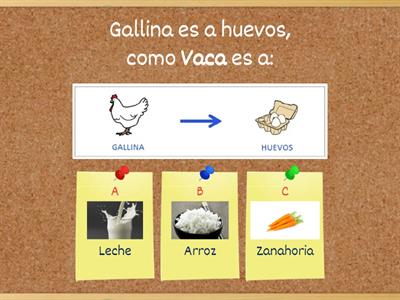 Gallina es a huevos,
como Vaca es a:
GALLINA
HUEVOS
A
B
C
Leche
Arroz
Zanahoria